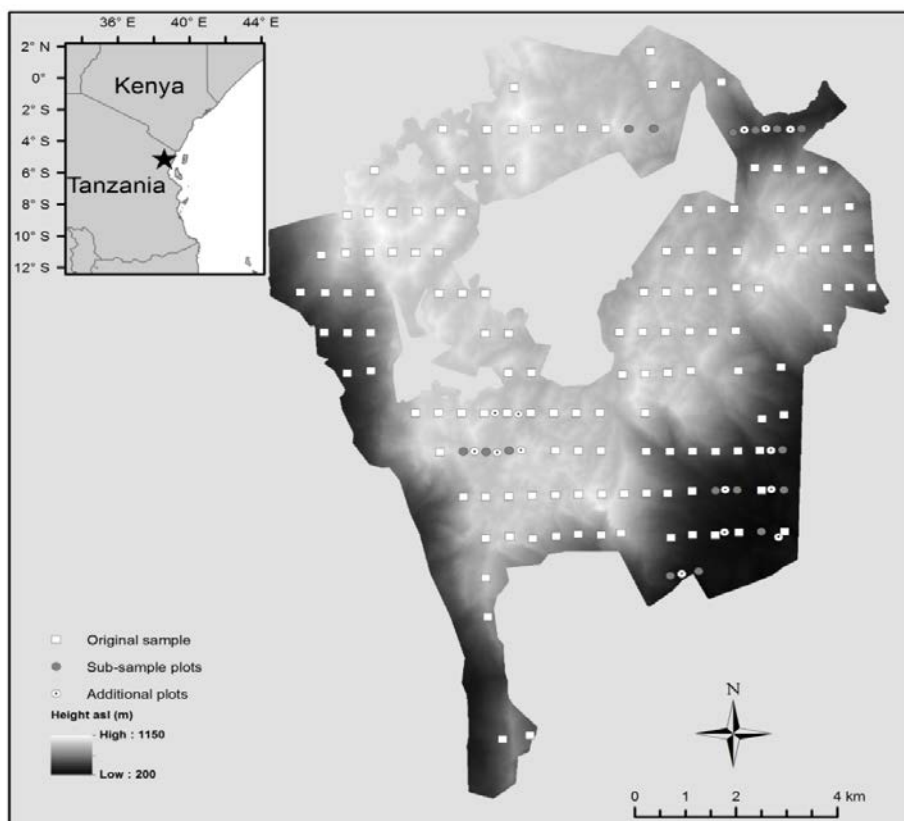 36° E 40° E 44° E
2° N
0°
2° S
4° S
6° S
8° S
10° S
12° S
Kenya
Tanzania
Original sample
Sub-sample plots
Additional plots
Height asl (m)
High : 1150
Low : 200
N
0 1 2 4 km